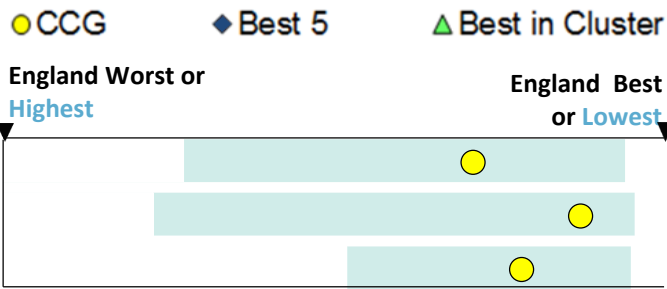 CCG Best 5 Best in Cluster
England Worst or England Best
Highest or Lowest